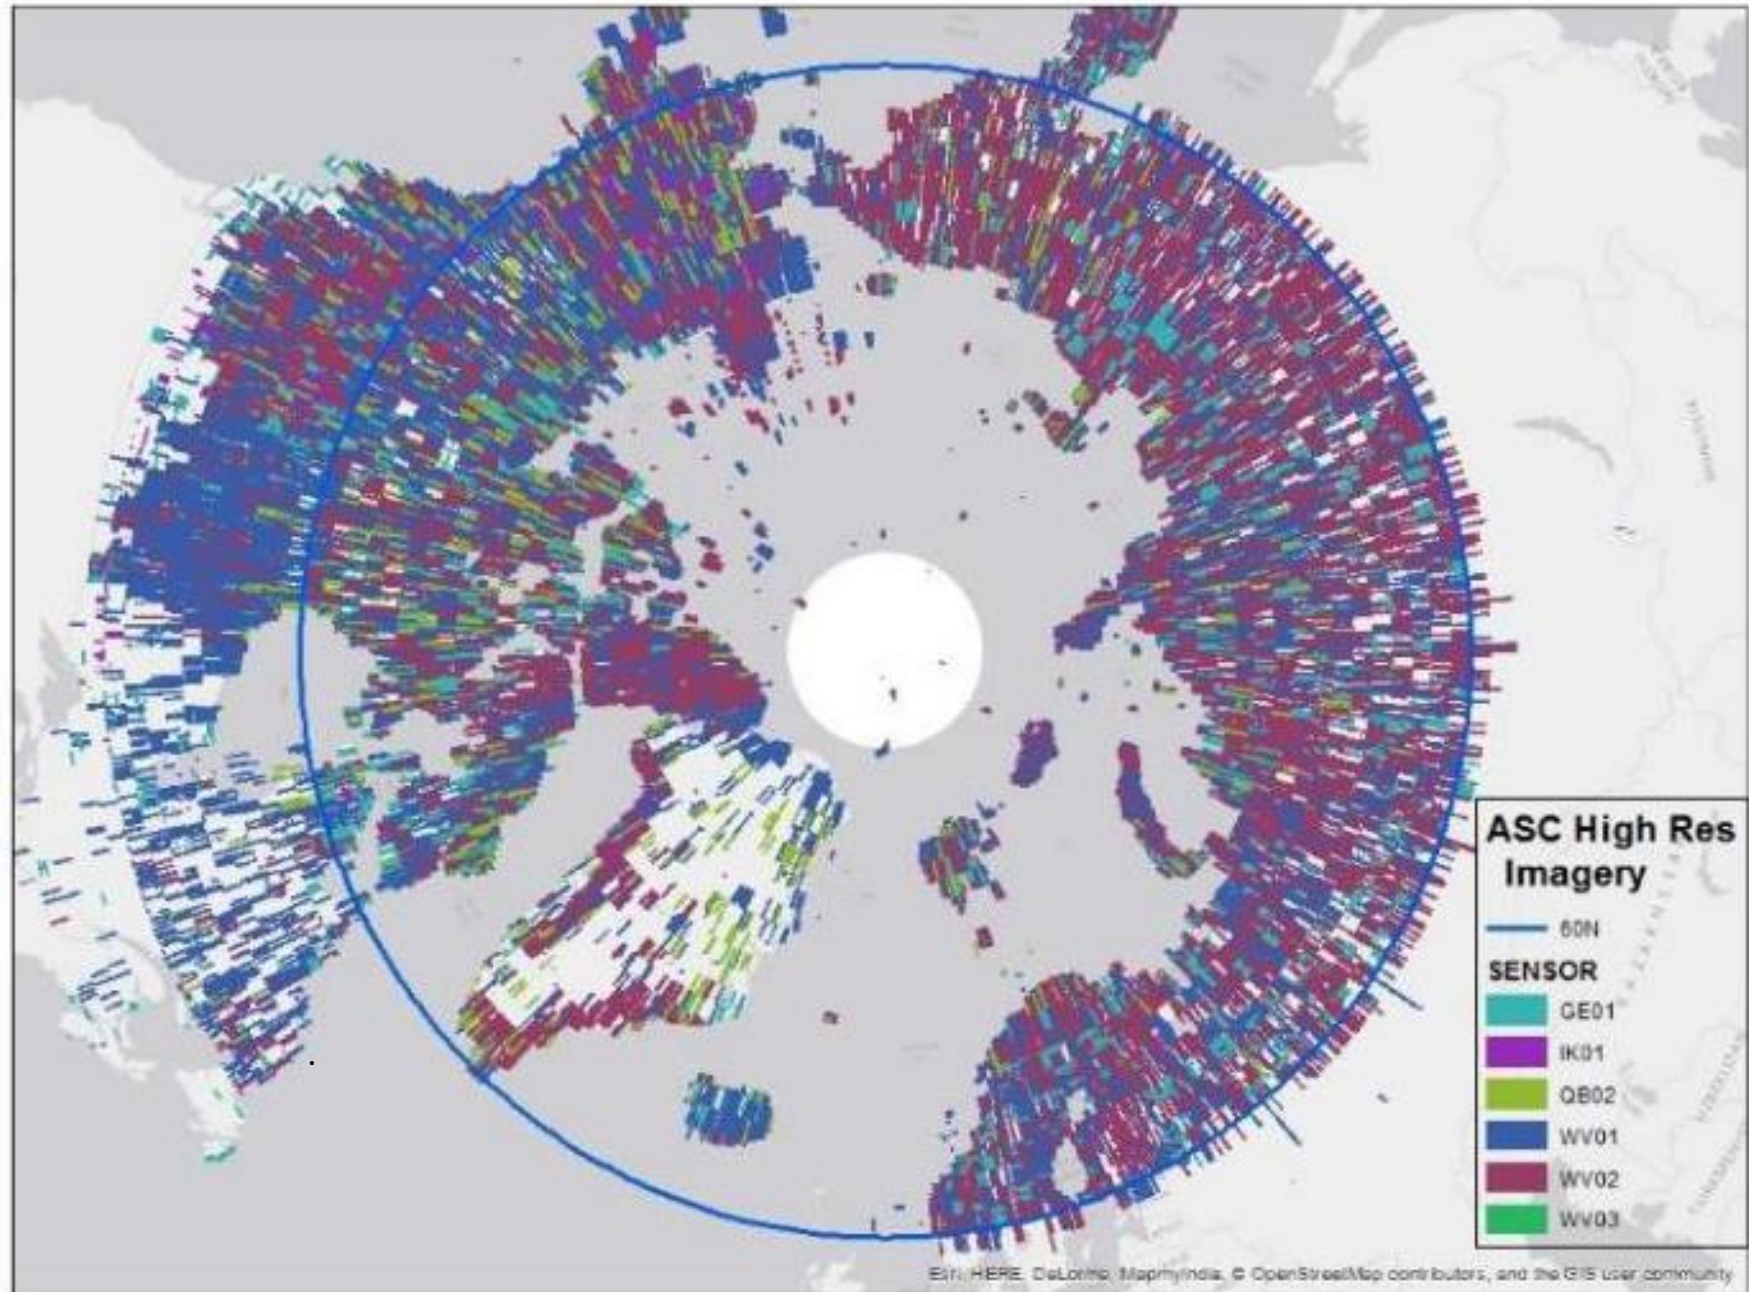 ASC High Res
Imagery
60N
SENSOR
GE01
IK01
QB02
WV01
WV02
WV03
Esri, HERE, DeLorme, MapmyIndia, © OpenStreetMap contributors, and the GIS user community